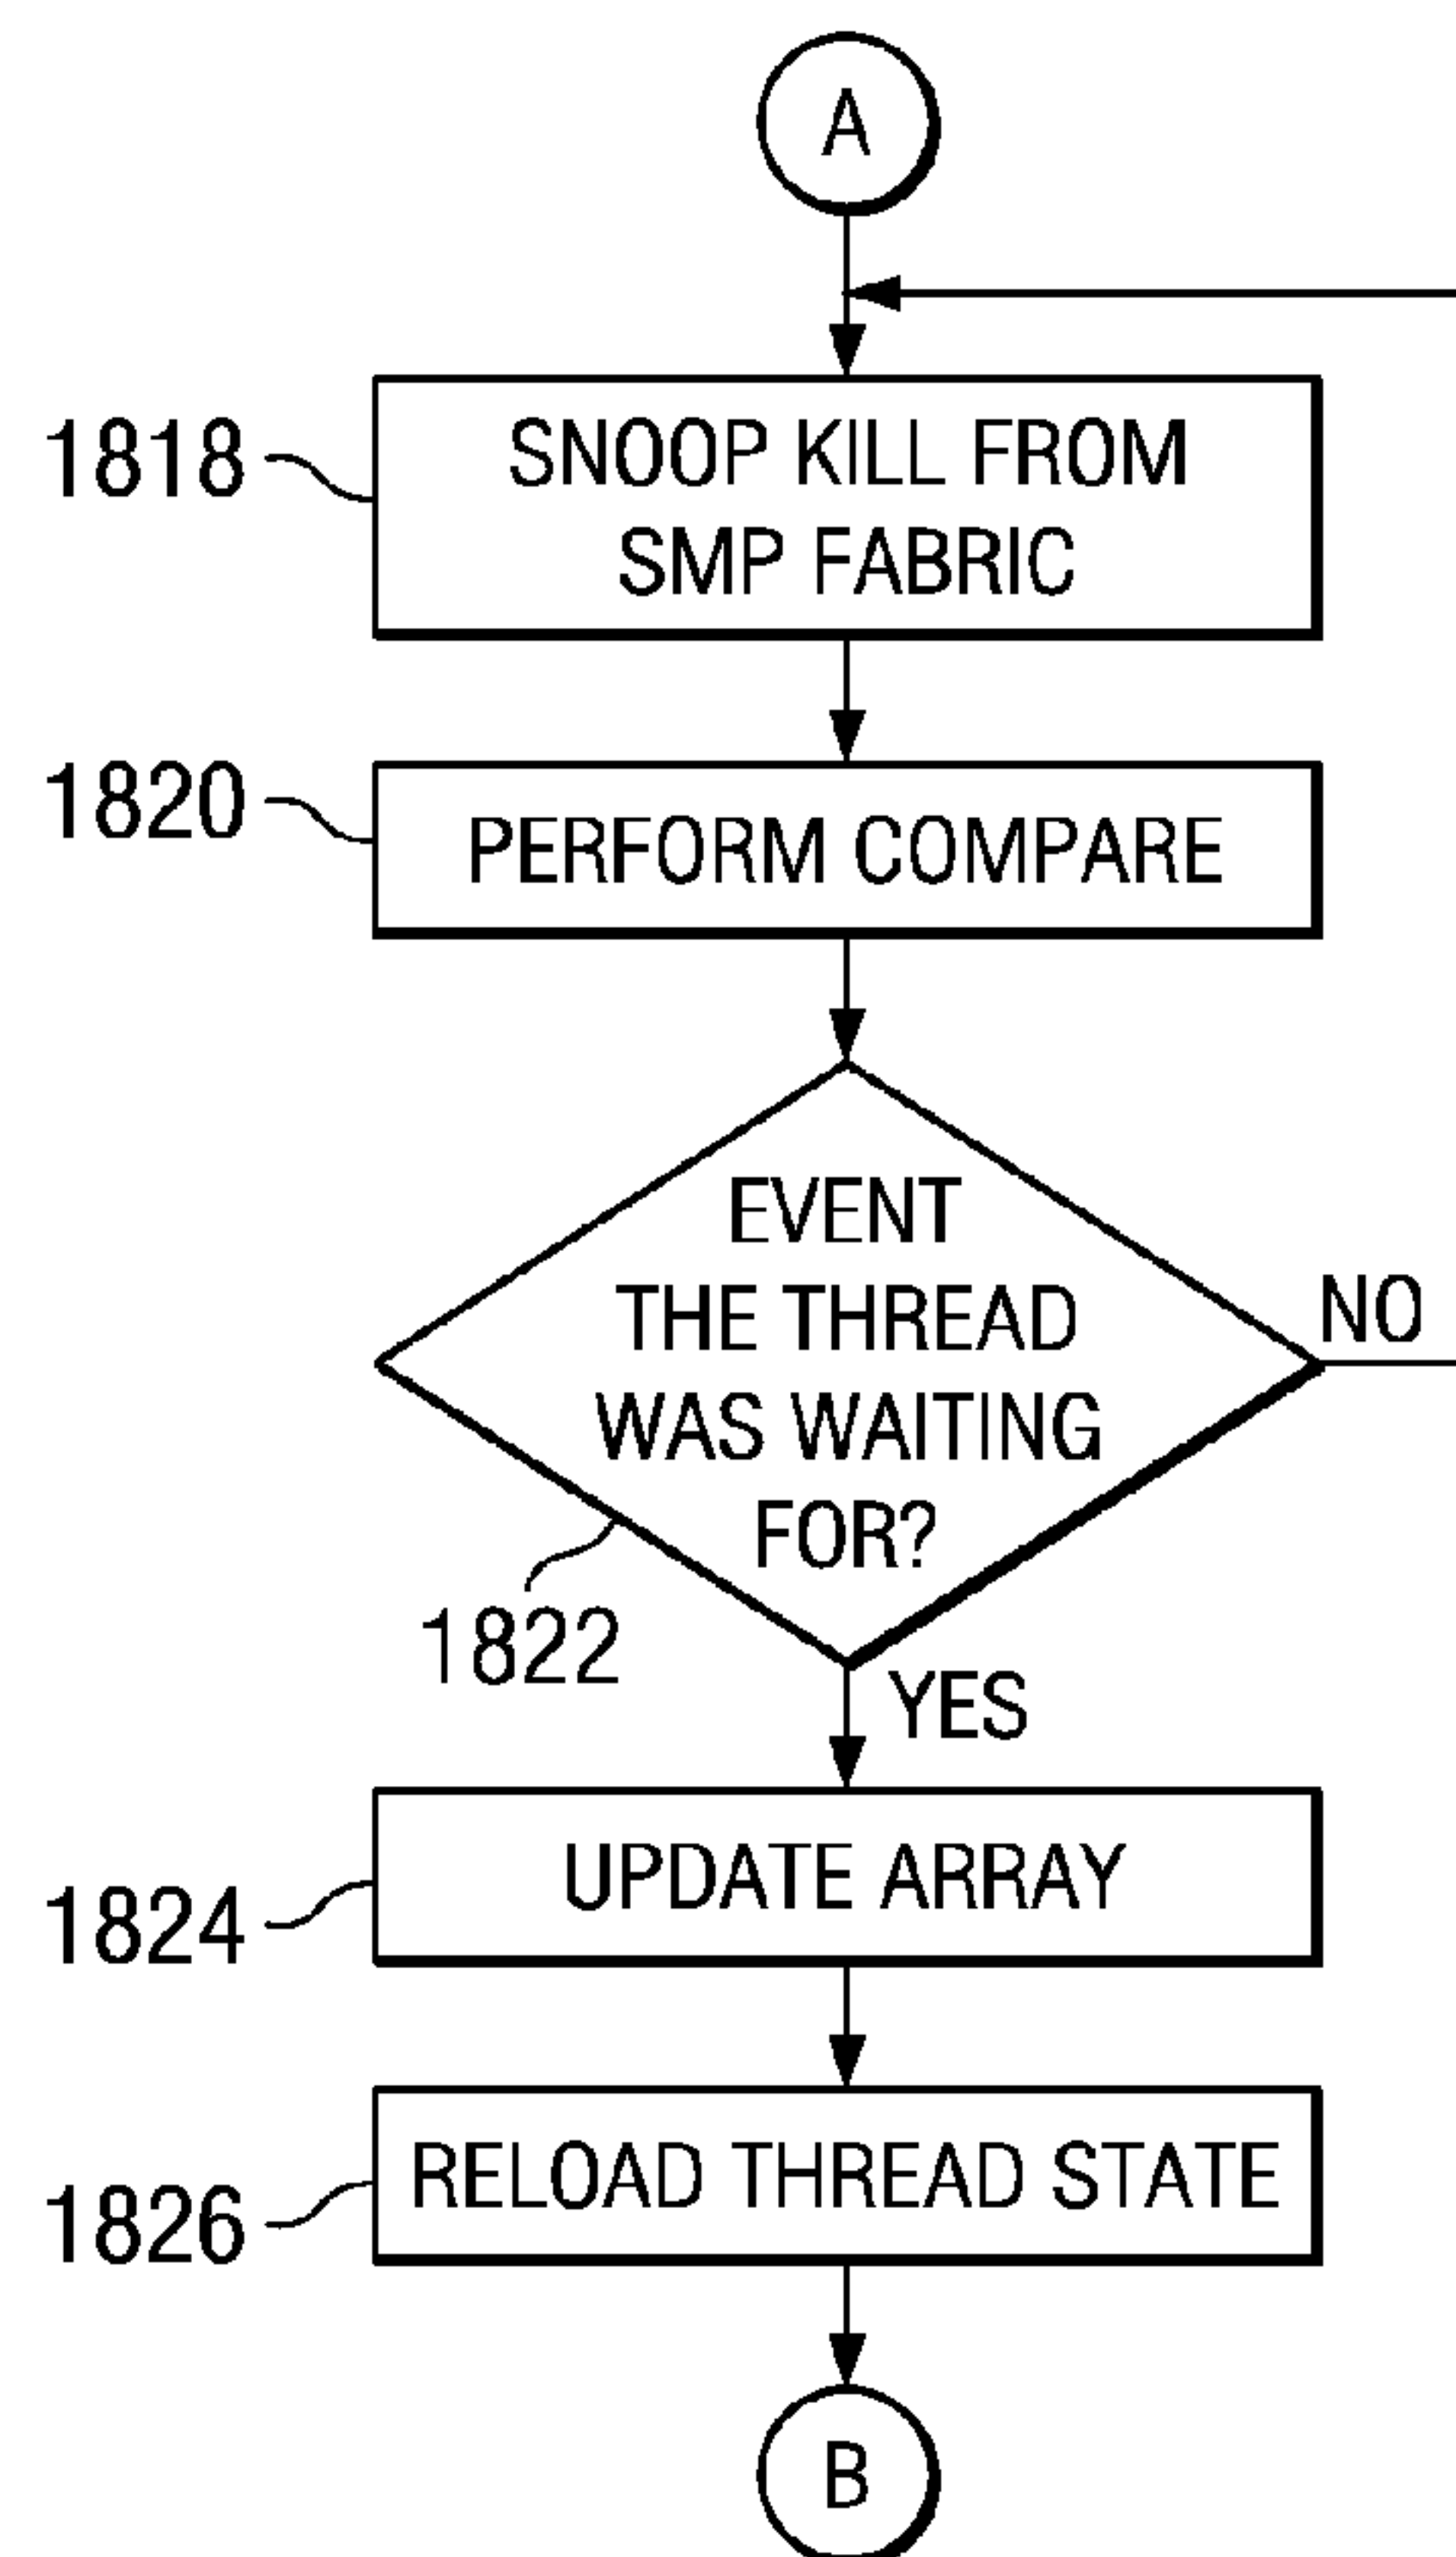 A
1818
SNOOP KILL FROM
SMP FABRIC
1820
PERFORM COMPARE
EVENT
THE THREAD
WAS WAITING
FOR?
NO
1822
YES
1824
UPDATE ARRAY
1826
RELOAD THREAD STATE
B